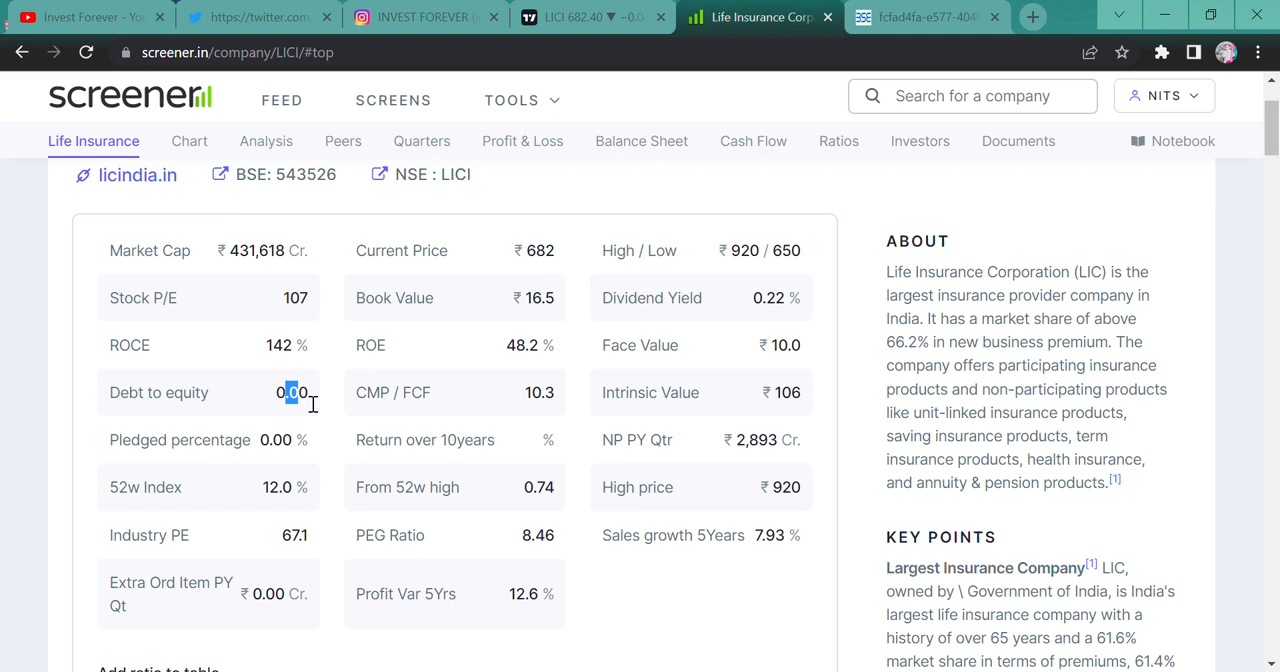 Invest Forever - Yo
https://twitter.com
INVEST FOREVER (
LICI 682.40 ▼ −0.0
Life Insurance Corp
fcfad4fa-e577-404
screener.in/company/LICI/#top
screener
FEED
SCREENS
TOOLS
Search for a company
NITS
Life Insurance
Chart
Analysis
Peers
Quarters
Profit & Loss
Balance Sheet
Cash Flow
Ratios
Investors
Documents
Notebook
licindia.in
BSE: 543526
NSE : LICI
Market Cap ₹ 431,618 Cr.
Current Price ₹ 682
High / Low ₹ 920 / 650
Stock P/E 107
Book Value ₹ 16.5
Dividend Yield 0.22 %
ROCE 142 %
ROE 48.2 %
Face Value ₹ 10.0
Debt to equity 0.00
CMP / FCF 10.3
Intrinsic Value ₹ 106
Pledged percentage 0.00 %
Return over 10years %
NP PY Qtr ₹ 2,893 Cr.
52w Index 12.0 %
From 52w high 0.74
High price ₹ 920
Industry PE 67.1
PEG Ratio 8.46
Sales growth 5Years 7.93 %
Extra Ord Item PY
Qt ₹ 0.00 Cr.
Profit Var 5Yrs 12.6 %
ABOUT
Life Insurance Corporation (LIC) is the
largest insurance provider company in
India. It has a market share of above
66.2% in new business premium. The
company offers participating insurance
products and non-participating products
like unit-linked insurance products,
saving insurance products, term
insurance products, health insurance,
and annuity & pension products.[1]
KEY POINTS
Largest Insurance Company[1] LIC,
owned by \ Government of India, is India's
largest life insurance company with a
history of over 65 years and a 61.6%
market share in terms of premiums, 61.4%
Add ratio to table